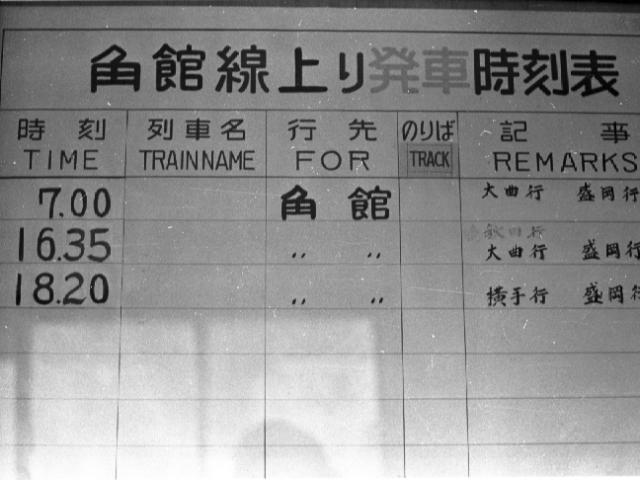 角館線上り発車時刻表
時刻 列車名 行先 のりば 記事
TIME TRAINNAME FOR TRACK REMARKS
7.00 角館 大曲行 盛岡行
16.35 〃 〃 大曲行 盛岡行
18.20 〃 〃 横手行 盛岡行